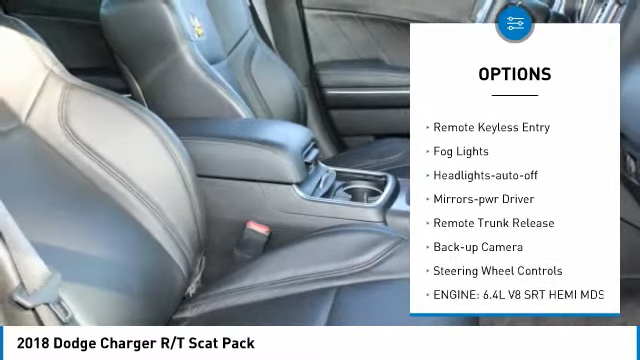 OPTIONS
Remote Keyless Entry
Fog Lights
Headlights-auto-off
Mirrors-pwr Driver
Remote Trunk Release
Back-up Camera
Steering Wheel Controls
ENGINE: 6.4L V8 SRT HEMI MDS
2018 Dodge Charger R/T Scat Pack